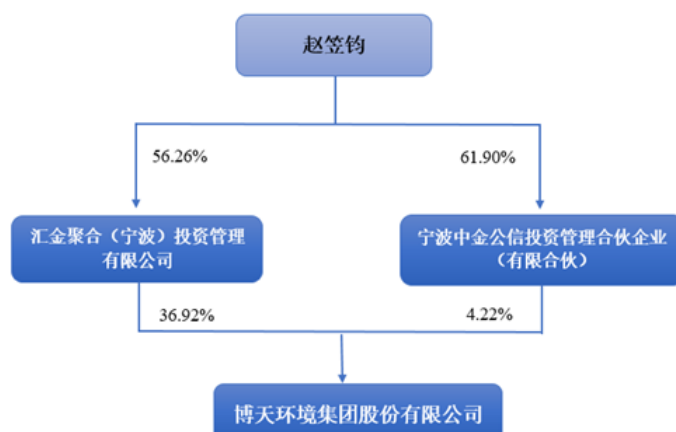 赵笠钧
56.26%
61.90%
汇金聚合（宁波）投资管理
有限公司
宁波中金公信投资管理合伙企业
（有限合伙）
36.92%
4.22%
博天环境集团股份有限公司